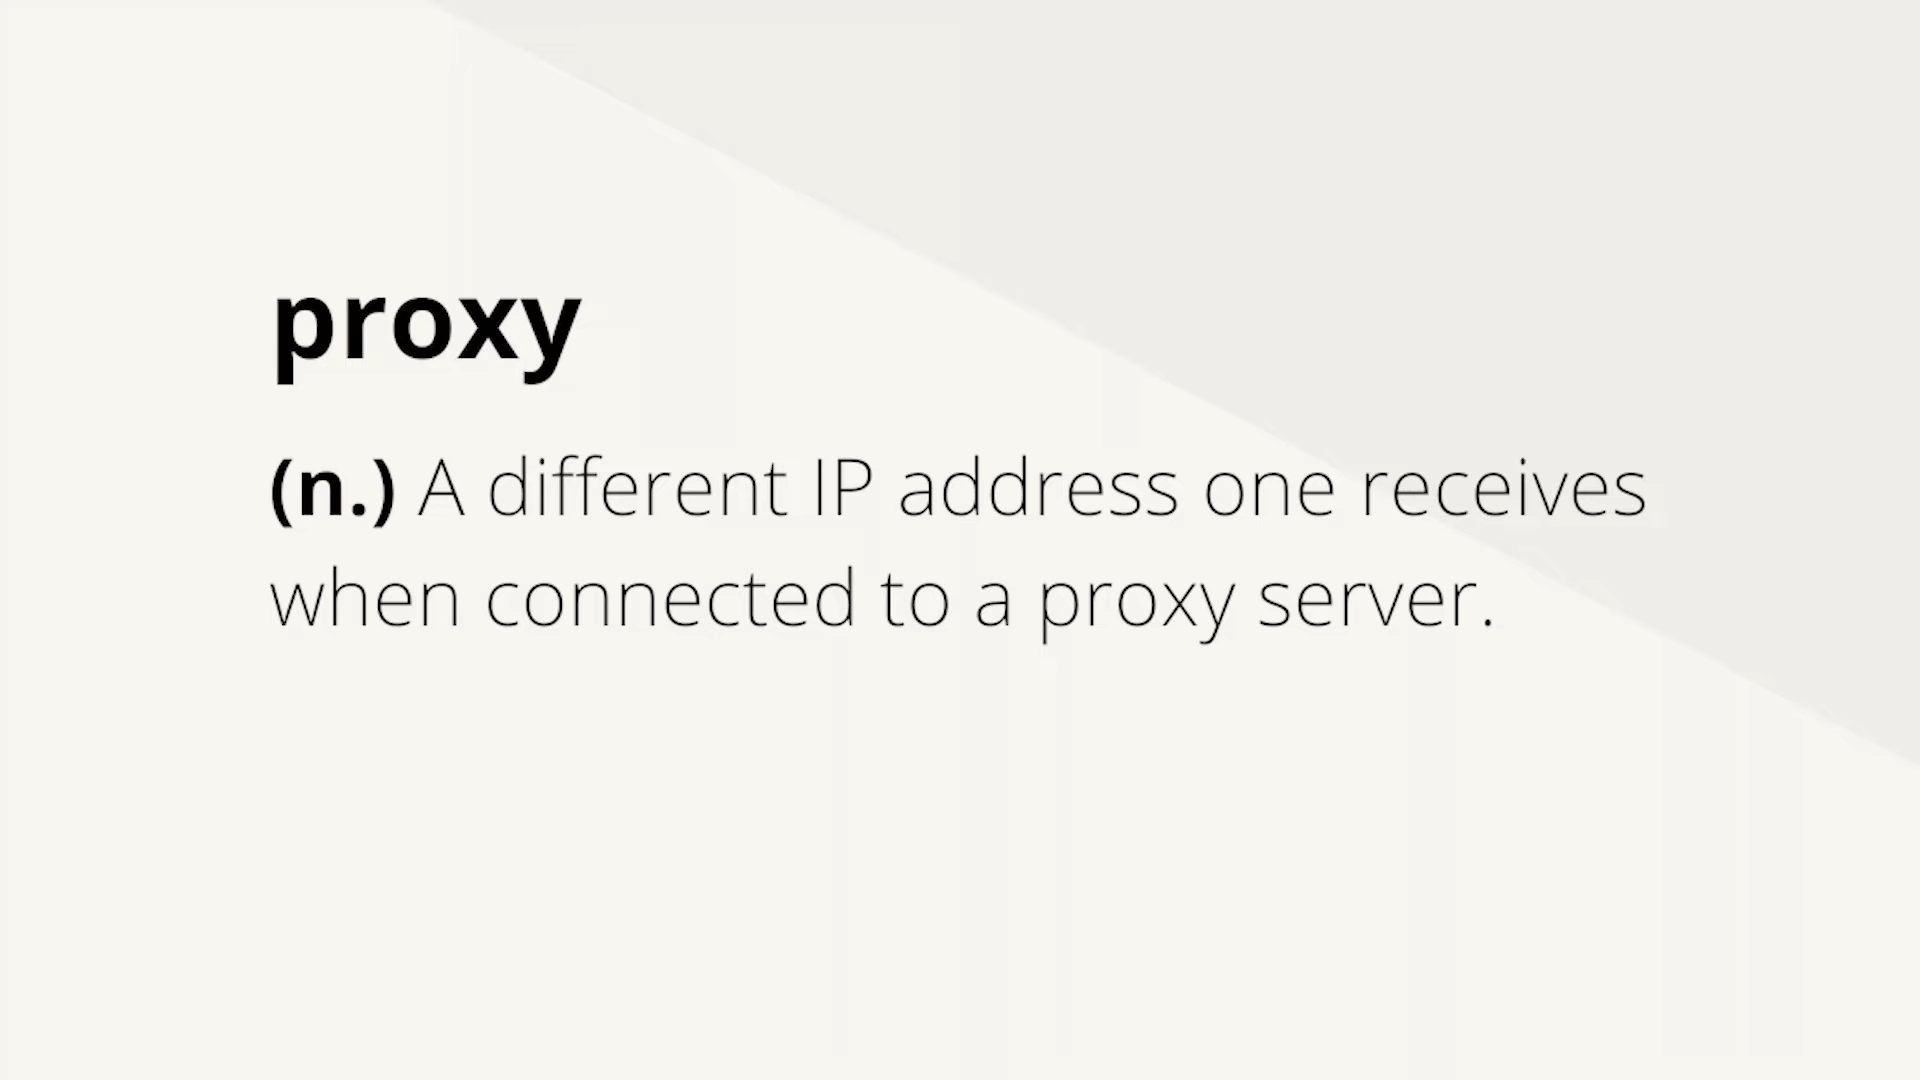 proxy
(n.) A different IP address one receives
when connected to a proxy server.